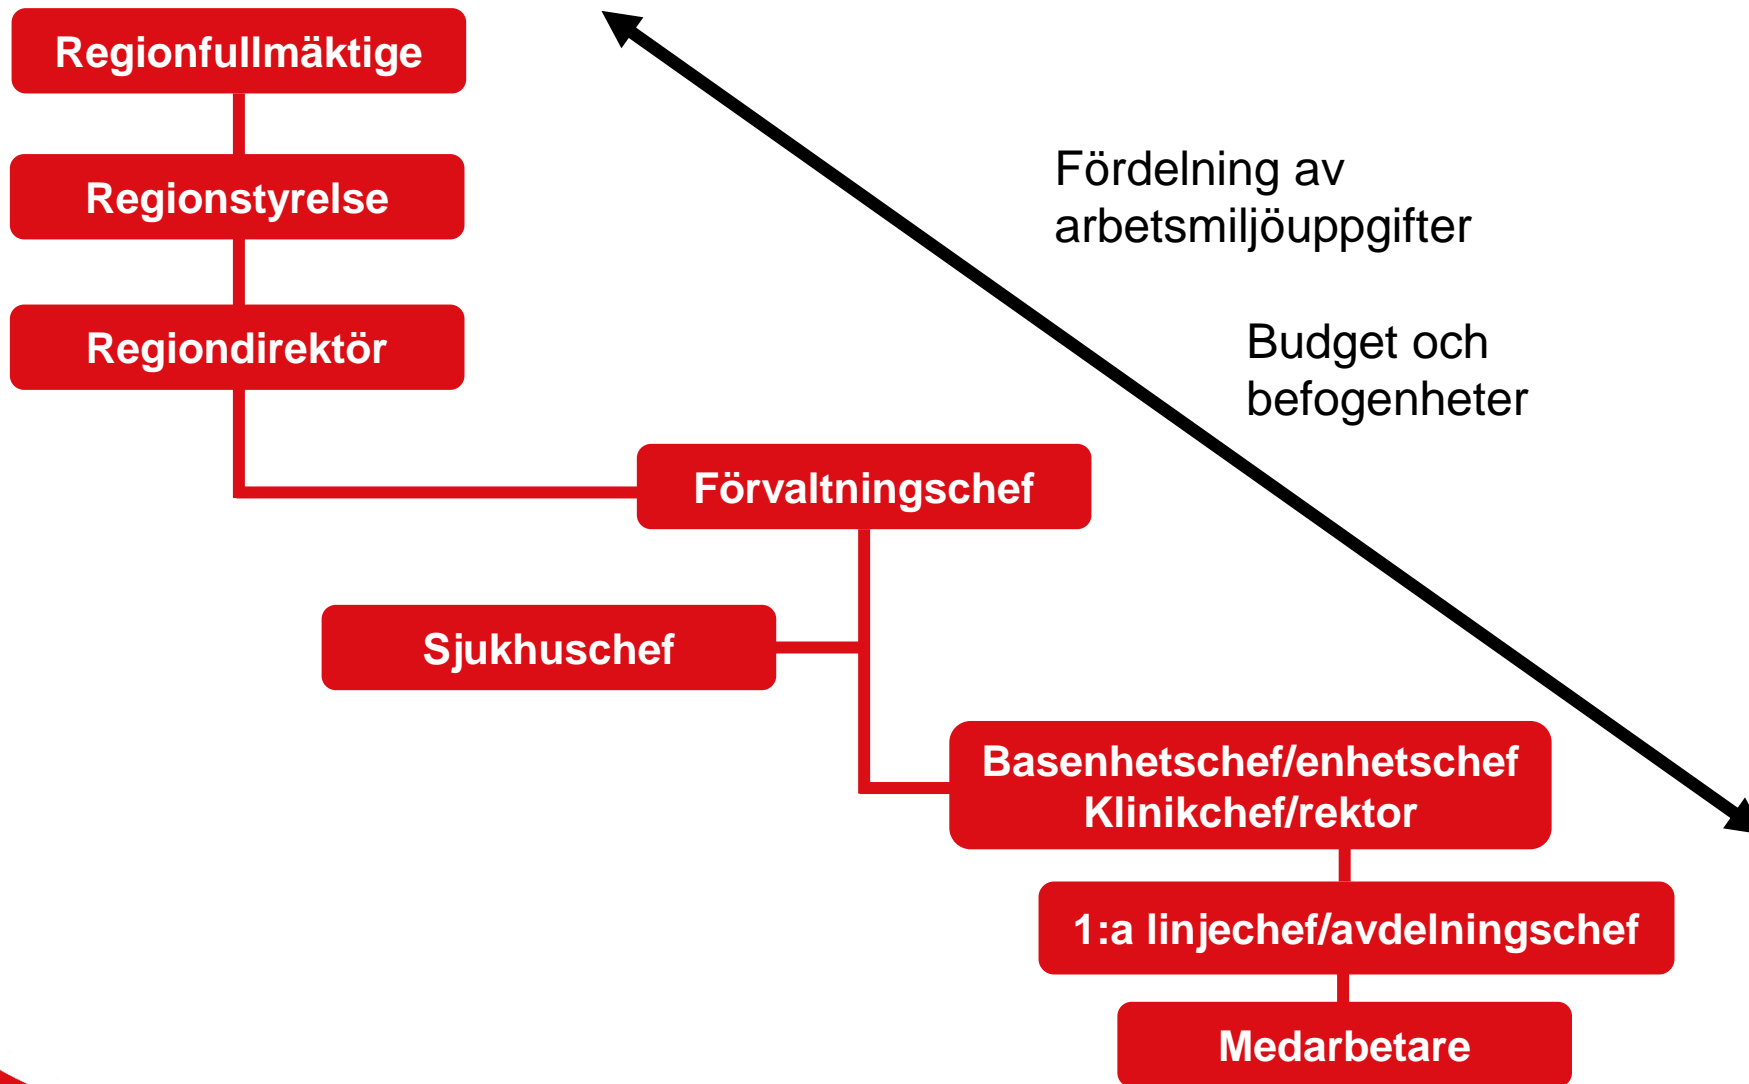 Regionfullmäktige
Regionstyrelse
Regiondirektör
Fördelning av
arbetsmiljöuppgifter
Budget och
befogenheter
Förvaltningschef
Sjukhuschef
Basenhetschef/enhetschef
Klinikchef/rektor
1:a linjechef/avdelningschef
Medarbetare